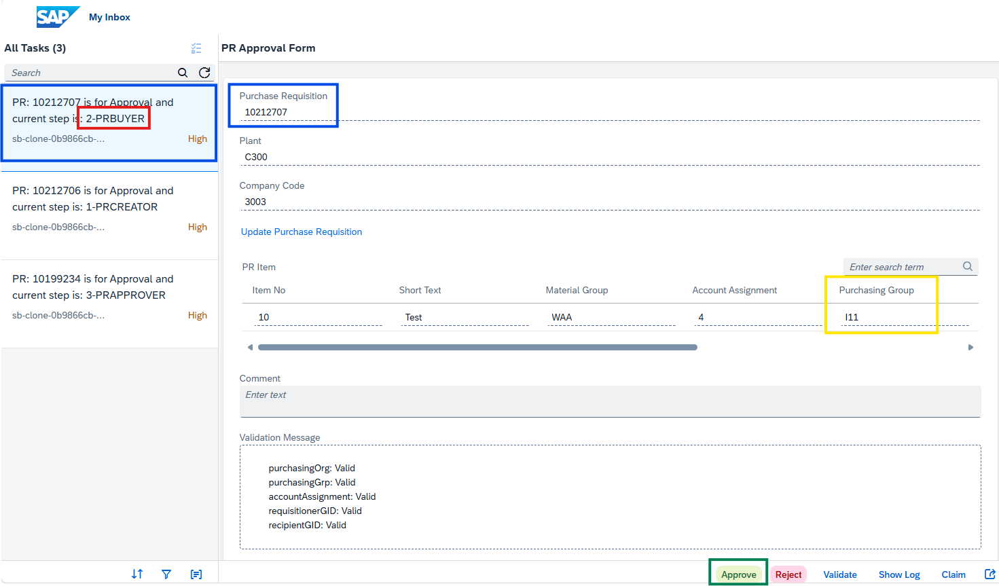 SAP My Inbox
All Tasks (3)
Search
PR: 10212707 is for Approval and
current step is: 2-PRBUYER
sb-clone-0b9866cb-...
High
PR: 10212706 is for Approval and
current step is: 1-PRCREATOR
sb-clone-0b9866cb-...
High
PR: 10199234 is for Approval and
current step is: 3-PRAPPROVER
sb-clone-0b9866cb-...
High
PR Approval Form
Purchase Requisition
10212707
Plant
C300
Company Code
3003
Update Purchase Requisition
PR Item
Enter search term
Item No Short Text Material Group Account Assignment Purchasing Group
10 Test WAA 4 I11
Comment
Enter text
Validation Message
purchasingOrg: Valid
purchasingGrp: Valid
accountAssignment: Valid
requisitionerGID: Valid
recipientGID: Valid
Approve Reject Validate Show Log Claim